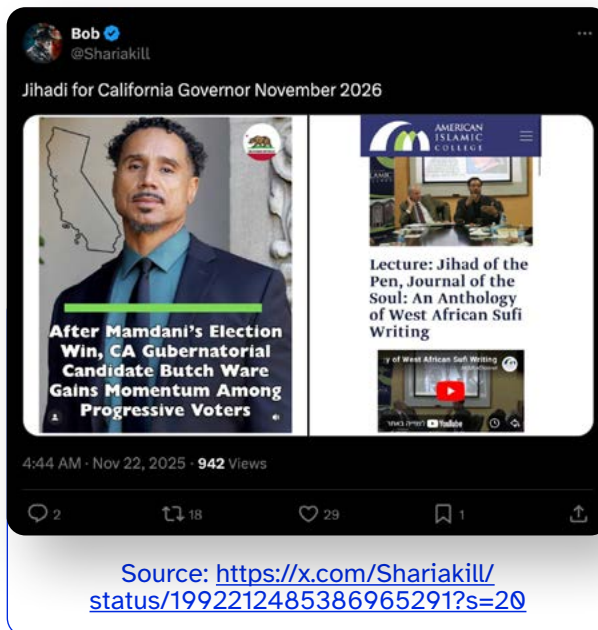 Bob
@Shariakill
Jihadi for California Governor November 2026
After Mamdani's Election
Win, CA Gubernatorial
Candidate Butch Ware
Gains Momentum Among
Progressive Voters
AMERICAN
ISLAMIC
COLLEGE
Lecture: Jihad of the
Pen, Journal of the
Soul: An Anthology
of West African Sufi
Writing
y of West African Sufi Writing
לצפייה באתר YouTube
4:44 AM · Nov 22, 2025 · 942 Views
2
18
29
1
Source: https://x.com/Shariakill/
status/1992212485386965291?s=20